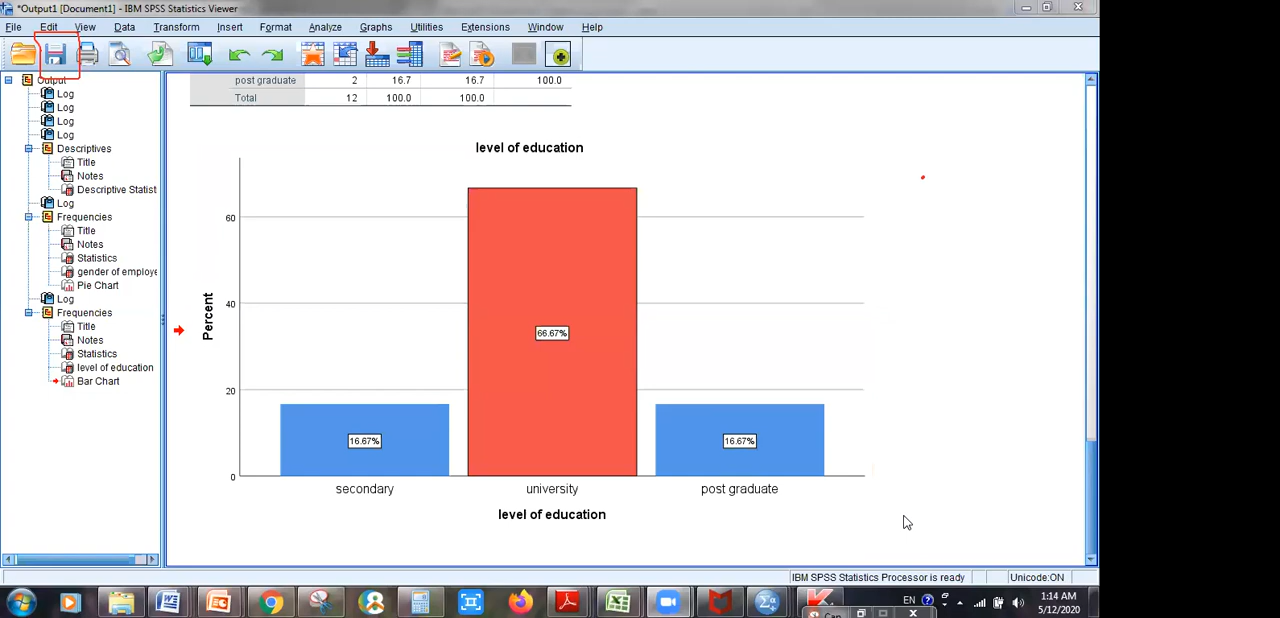 *Output1 [Document1] - IBM SPSS Statistics Viewer
File Edit View Data Transform Insert Format Analyze Graphs Utilities Extensions Window Help
Output
Log
Log
Log
Log
Descriptives
Title
Notes
Descriptive Statist
Log
Frequencies
Title
Notes
Statistics
gender of employe
Pie Chart
Log
Frequencies
Title
Notes
Statistics
level of education
Bar Chart
post graduate 2 16.7 16.7 100.0
Total 12 100.0 100.0
level of education
Percent
60
40
20
0
66.67%
16.67%
16.67%
secondary university post graduate
level of education
IBM SPSS Statistics Processor is ready Unicode:ON
EN
1:14 AM
5/12/2020
Cap